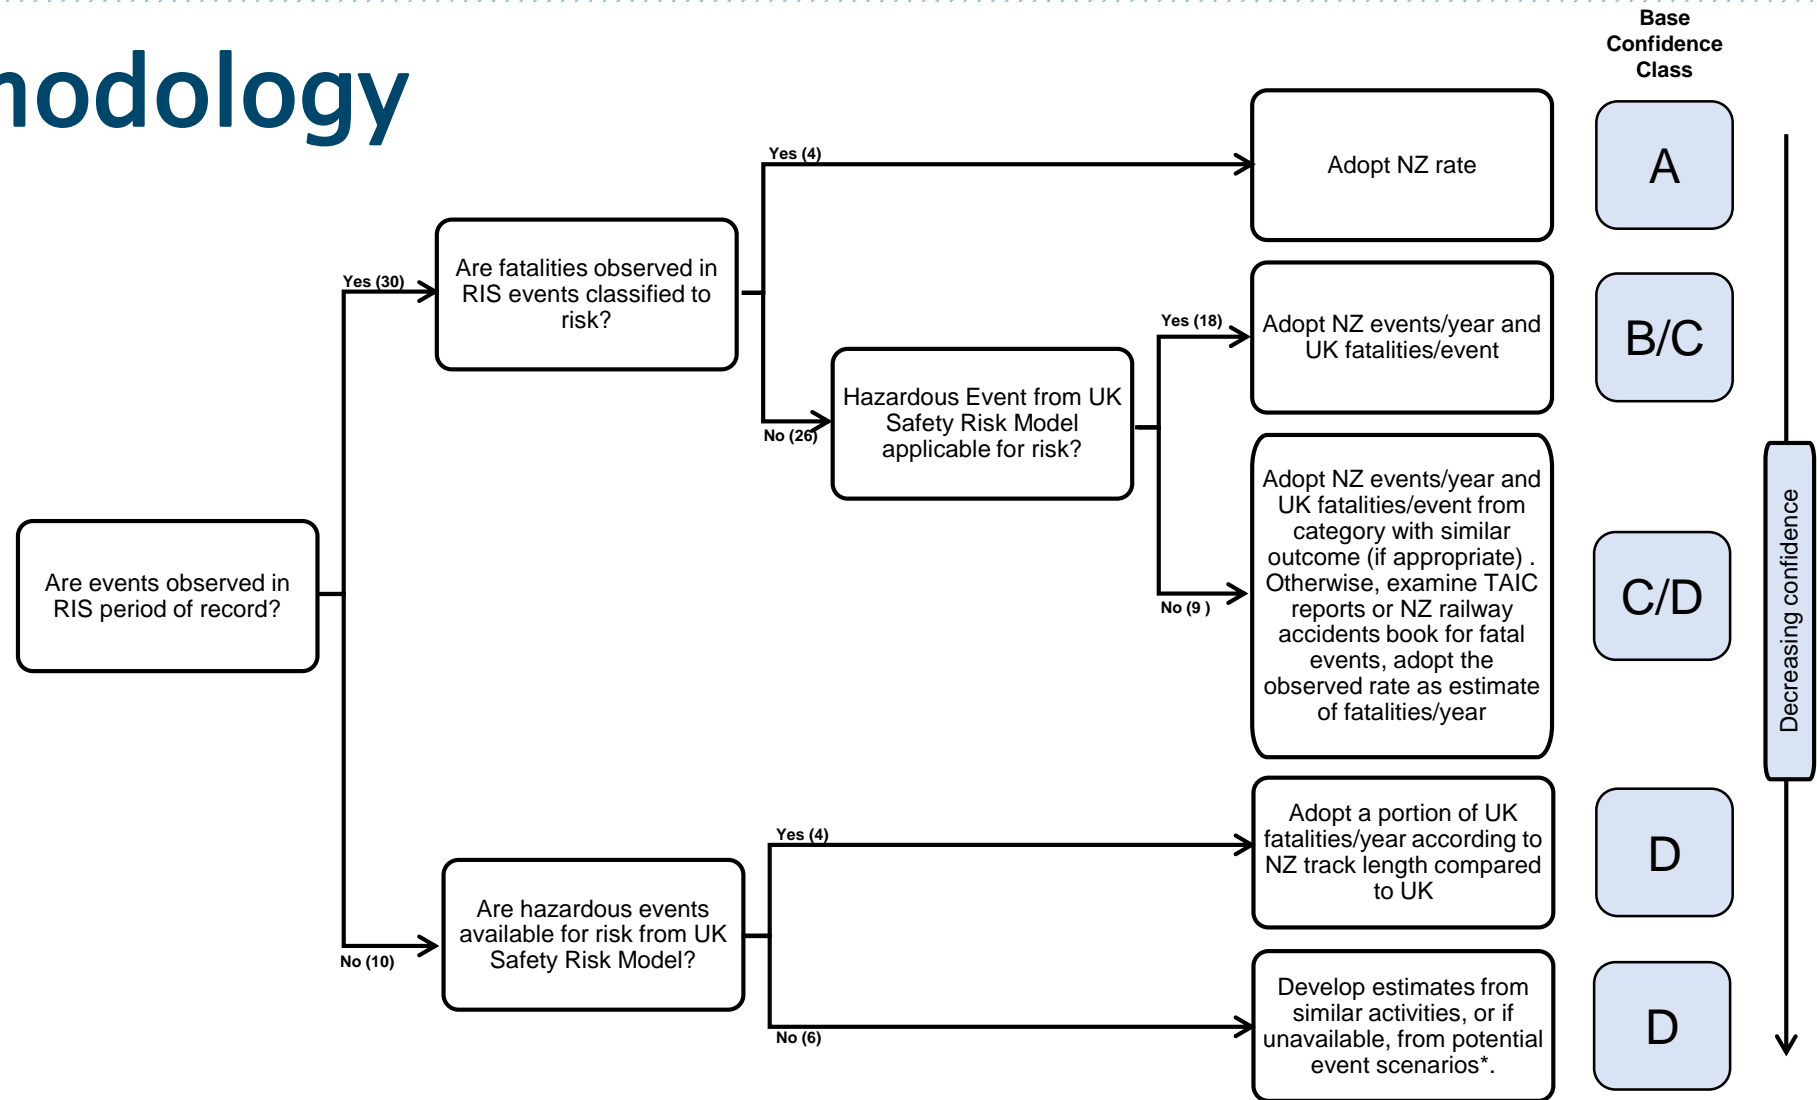 nodology
Base
Confidence
Class
Yes (4)
Adopt NZ rate
A
Yes (30)
Are fatalities observed in
RIS events classified to
risk?
Yes (18)
Adopt NZ events/year and
UK fatalities/event
B/C
No (26)
Hazardous Event from UK
Safety Risk Model
applicable for risk?
No (9 )
Adopt NZ events/year and
UK fatalities/event from
category with similar
outcome (if appropriate) .
Otherwise, examine TAIC
reports or NZ railway
accidents book for fatal
events, adopt the
observed rate as estimate
of fatalities/year
C/D
Decreasing confidence
Are events observed in
RIS period of record?
Yes (4)
Adopt a portion of UK
fatalities/year according to
NZ track length compared
to UK
D
No (10)
Are hazardous events
available for risk from UK
Safety Risk Model?
No (6)
Develop estimates from
similar activities, or if
unavailable, from potential
event scenarios*.
D